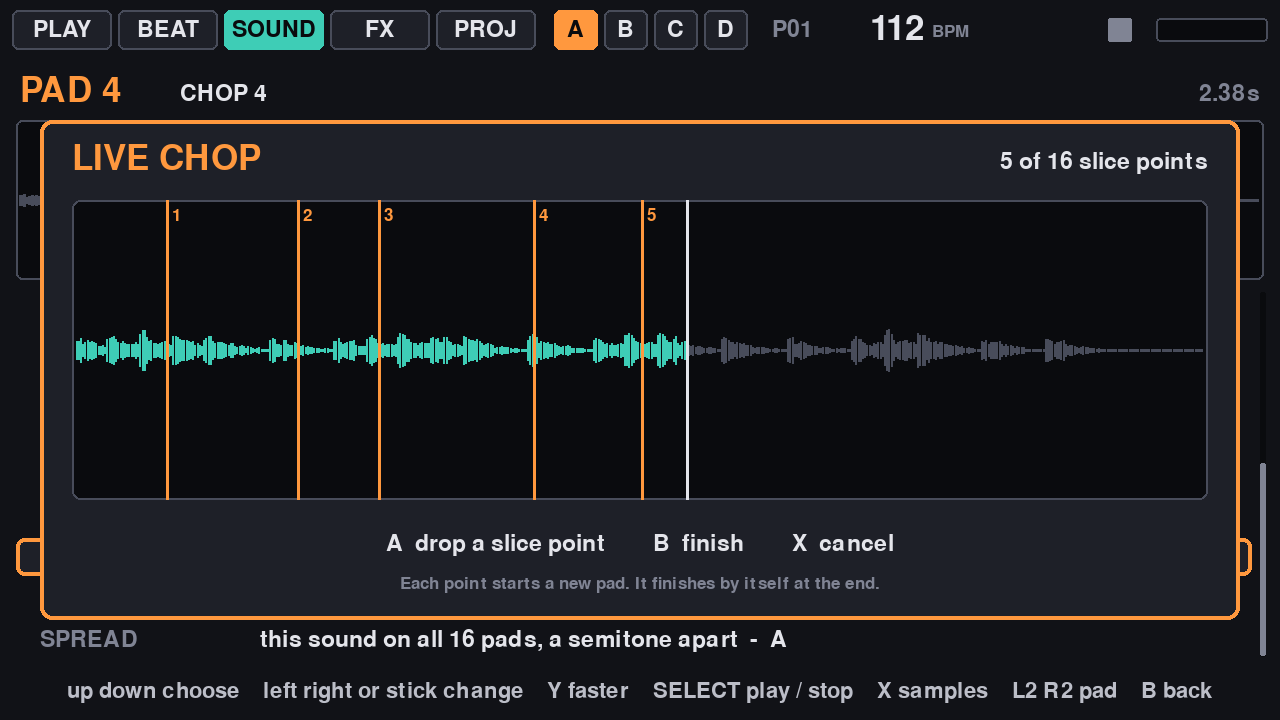 PLAY BEAT SOUND FX PROJ A B C D P01 112 BPM
PAD 4 CHOP 4 2.38s
LIVE CHOP 5 of 16 slice points
1 2 3 4 5
A drop a slice point B finish X cancel
Each point starts a new pad. It finishes by itself at the end.
SPREAD this sound on all 16 pads, a semitone apart - A
up down choose left right or stick change Y faster SELECT play / stop X samples L2 R2 pad B back